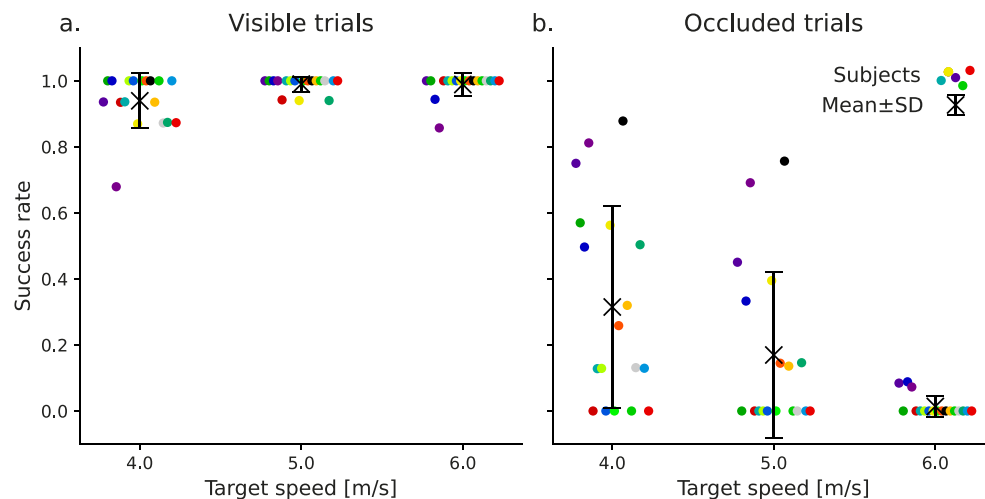 a.
Visible trials
b.
Occluded trials
Success rate
1.0
0.8
0.6
0.4
0.2
0.0
Subjects
Mean±SD
4.0
5.0
6.0
4.0
5.0
6.0
Target speed [m/s]
Target speed [m/s]